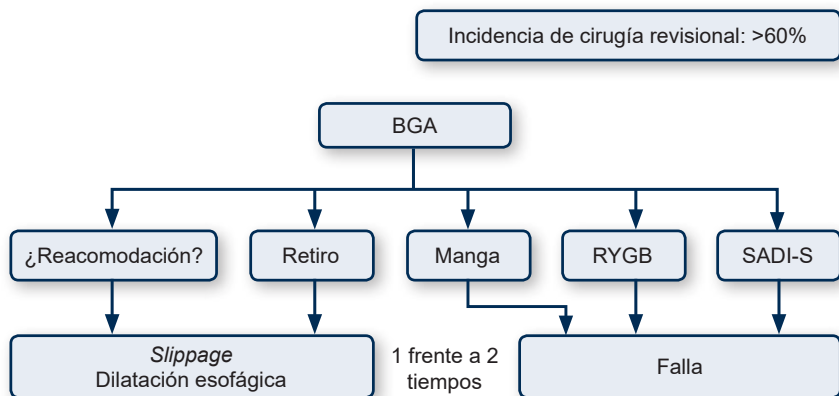 Incidencia de cirugía revisional: >60%
BGA
¿Reacomodación?
Retiro
Manga
RYGB
SADI-S
Slippage
Dilatación esofágica
1 frente a 2
tiempos
Falla